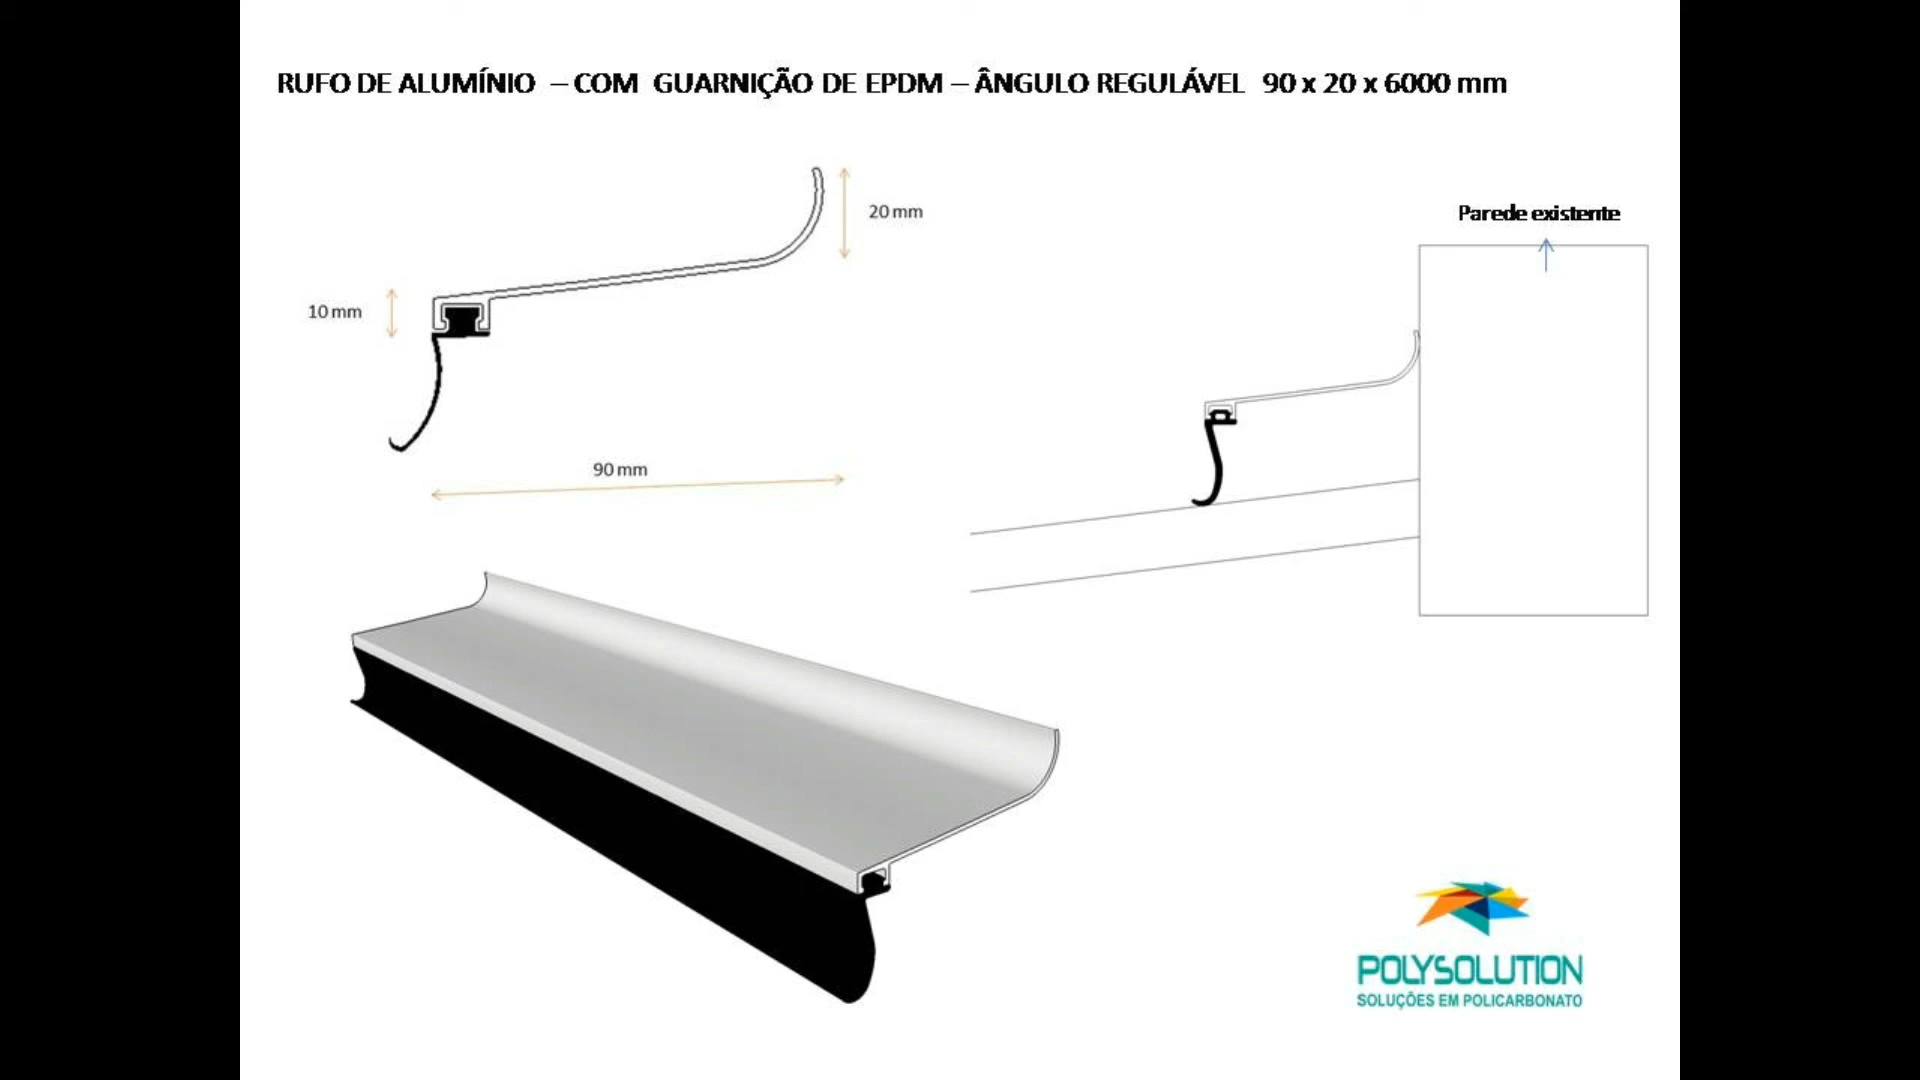 RUFO DE ALUMÍNIO – COM GUARNIÇÃO DE EPDM – ÂNGULO REGULÁVEL 90 x 20 x 6000 mm
20 mm
Parede existente
10 mm
90 mm
POLYSOLUTION
SOLUÇÕES EM POLICARBONATO